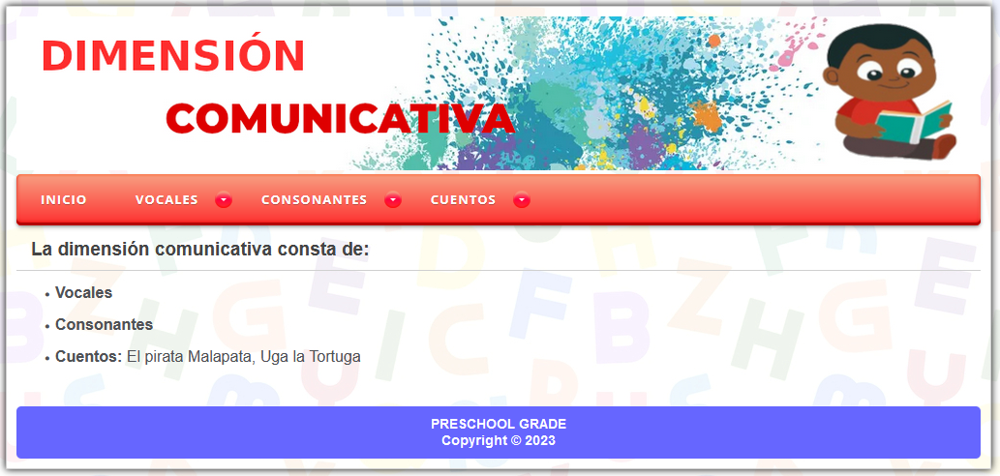 DIMENSIÓN
COMUNICATIVA
INICIO VOCALES CONSONANTES CUENTOS
La dimensión comunicativa consta de:
• Vocales
• Consonantes
• Cuentos: El pirata Malapata, Uga la Tortuga
PRESCHOOL GRADE
Copyright © 2023